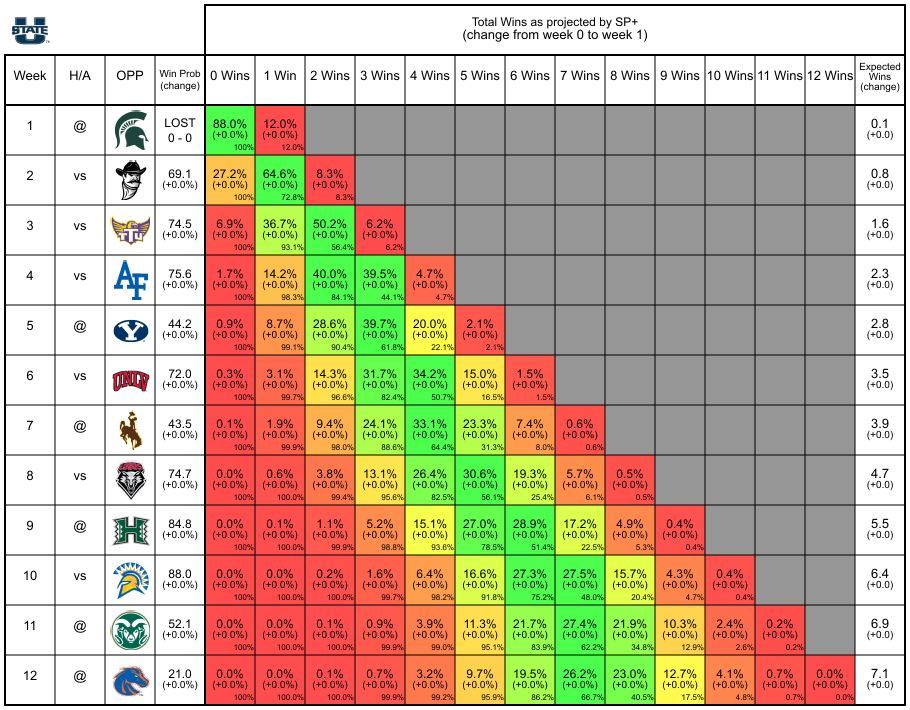 U
STATE
Total Wins as projected by SP+
(change from week 0 to week 1)
Week H/A OPP Win Prob (change) 0 Wins 1 Win 2 Wins 3 Wins 4 Wins 5 Wins 6 Wins 7 Wins 8 Wins 9 Wins 10 Wins 11 Wins 12 Wins Expected Wins (change)
1 @ LOST 88.0% 12.0% 0.1
0 - 0 (+0.0%) (+0.0%) (+0.0)
100% 12.0%
2 vs 69.1 27.2% 64.6% 8.3% 0.8
(+0.0%) (+0.0%) (+0.0%) (+0.0%) (+0.0)
100% 72.8% 8.3%
3 vs TTU 74.5 6.9% 36.7% 50.2% 6.2% 1.6
(+0.0%) (+0.0%) (+0.0%) (+0.0%) (+0.0%) (+0.0)
100% 93.1% 56.4% 6.2%
4 vs AF 75.6 1.7% 14.2% 40.0% 39.5% 4.7% 2.3
(+0.0%) (+0.0%) (+0.0%) (+0.0%) (+0.0%) (+0.0%) (+0.0)
100% 98.3% 84.1% 44.1% 4.7%
5 @ Y 44.2 0.9% 8.7% 28.6% 39.7% 20.0% 2.1% 2.8
(+0.0%) (+0.0%) (+0.0%) (+0.0%) (+0.0%) (+0.0%) (+0.0%) (+0.0)
100% 99.1% 90.4% 61.8% 22.1% 2.1%
6 vs UNLV 72.0 0.3% 3.1% 14.3% 31.7% 34.2% 15.0% 1.5% 3.5
(+0.0%) (+0.0%) (+0.0%) (+0.0%) (+0.0%) (+0.0%) (+0.0%) (+0.0%) (+0.0)
100% 99.7% 96.6% 82.4% 50.7% 16.5% 1.5%
7 @ 43.5 0.1% 1.9% 9.4% 24.1% 33.1% 23.3% 7.4% 0.6% 3.9
(+0.0%) (+0.0%) (+0.0%) (+0.0%) (+0.0%) (+0.0%) (+0.0%) (+0.0%) (+0.0%) (+0.0)
100% 99.9% 98.0% 88.6% 64.4% 31.3% 8.0% 0.6%
8 vs 74.7 0.0% 0.6% 3.8% 13.1% 26.4% 30.6% 19.3% 5.7% 0.5% 4.7
(+0.0%) (+0.0%) (+0.0%) (+0.0%) (+0.0%) (+0.0%) (+0.0%) (+0.0%) (+0.0%) (+0.0%) (+0.0)
100% 100.0% 99.4% 95.6% 82.5% 56.1% 25.4% 6.1% 0.5%
9 @ H 84.8 0.0% 0.1% 1.1% 5.2% 15.1% 27.0% 28.9% 17.2% 4.9% 0.4% 5.5
(+0.0%) (+0.0%) (+0.0%) (+0.0%) (+0.0%) (+0.0%) (+0.0%) (+0.0%) (+0.0%) (+0.0%) (+0.0%) (+0.0)
100% 100.0% 99.9% 98.8% 93.6% 78.5% 51.4% 22.5% 5.3% 0.4%
10 vs 88.0 0.0% 0.0% 0.2% 1.6% 6.4% 16.6% 27.3% 27.5% 15.7% 4.3% 0.4% 6.4
(+0.0%) (+0.0%) (+0.0%) (+0.0%) (+0.0%) (+0.0%) (+0.0%) (+0.0%) (+0.0%) (+0.0%) (+0.0%) (+0.0%) (+0.0)
100% 100.0% 100.0% 99.7% 98.2% 91.8% 75.2% 48.0% 20.4% 4.7% 0.4%
11 @ 52.1 0.0% 0.0% 0.1% 0.9% 3.9% 11.3% 21.7% 27.4% 21.9% 10.3% 2.4% 0.2% 6.9
(+0.0%) (+0.0%) (+0.0%) (+0.0%) (+0.0%) (+0.0%) (+0.0%) (+0.0%) (+0.0%) (+0.0%) (+0.0%) (+0.0%) (+0.0%) (+0.0)
100% 100.0% 100.0% 99.9% 99.0% 95.1% 83.9% 62.2% 34.8% 12.9% 2.6% 0.2%
12 @ 21.0 0.0% 0.0% 0.1% 0.7% 3.2% 9.7% 19.5% 26.2% 23.0% 12.7% 4.1% 0.7% 0.0% 7.1
(+0.0%) (+0.0%) (+0.0%) (+0.0%) (+0.0%) (+0.0%) (+0.0%) (+0.0%) (+0.0%) (+0.0%) (+0.0%) (+0.0%) (+0.0%) (+0.0%) (+0.0)
100% 100.0% 100.0% 99.9% 99.2% 95.9% 86.2% 66.7% 40.5% 17.5% 4.8% 0.7% 0.0%